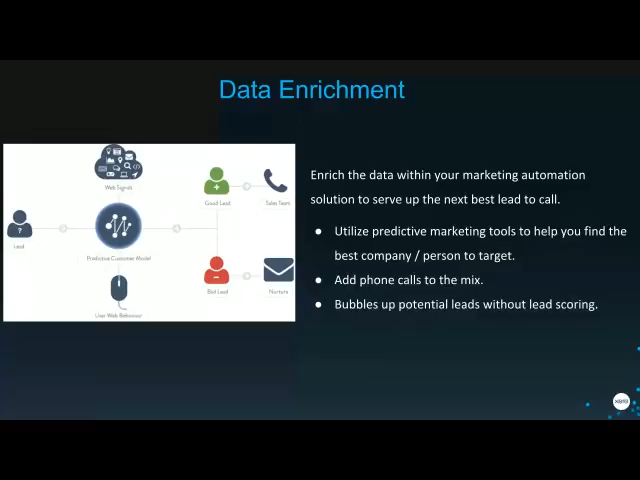 Data Enrichment
Enrich the data within your marketing automation
solution to serve up the next best lead to call.
● Utilize predictive marketing tools to help you find the
best company / person to target.
● Add phone calls to the mix.
● Bubbles up potential leads without lead scoring.
Web Signals
Good Lead
Sales Team
Lead
Predictive Customer Model
Bad Lead
Nurture
User Web Behaviour